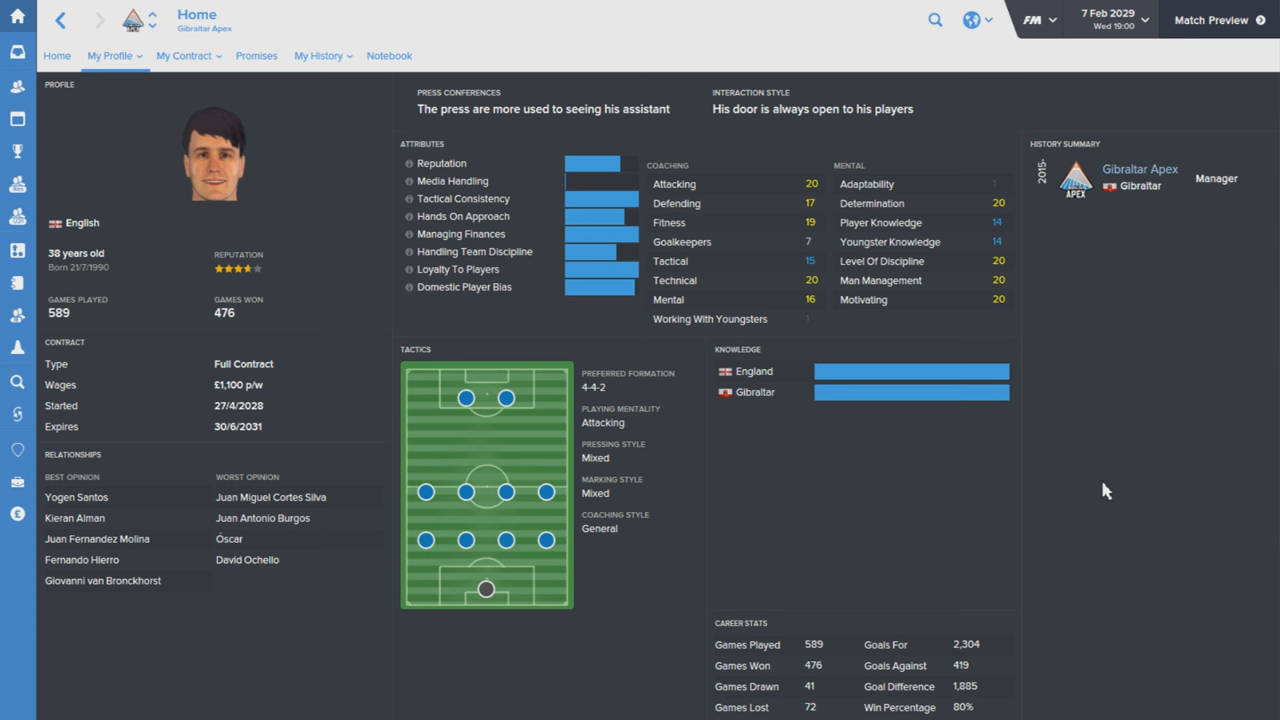 Home
Gibraltar Apex
FM
7 Feb 2029
Wed 19:00
Match Preview
Home
My Profile
My Contract
Promises
My History
Notebook
PROFILE
English
38 years old
Born 21/7/1990
REPUTATION
GAMES PLAYED
GAMES WON
589
476
CONTRACT
Type
Full Contract
Wages
£1,100 p/w
Started
27/4/2028
Expires
30/6/2031
RELATIONSHIPS
BEST OPINION
WORST OPINION
Yogen Santos
Juan Miguel Cortes Silva
Kieran Alman
Juan Antonio Burgos
Juan Fernandez Molina
Óscar
Fernando Hierro
David Ochello
Giovanni van Bronckhorst
PRESS CONFERENCES
The press are more used to seeing his assistant
INTERACTION STYLE
His door is always open to his players
ATTRIBUTES
Reputation
Media Handling
Tactical Consistency
Hands On Approach
Managing Finances
Handling Team Discipline
Loyalty To Players
Domestic Player Bias
COACHING
Attacking 20
Defending 17
Fitness 19
Goalkeepers 7
Tactical 15
Technical 20
Mental 16
Working With Youngsters 1
MENTAL
Adaptability 1
Determination 20
Player Knowledge 14
Youngster Knowledge 14
Level Of Discipline 20
Man Management 20
Motivating 20
TACTICS
PREFERRED FORMATION
4-4-2
PLAYING MENTALITY
Attacking
PRESSING STYLE
Mixed
MARKING STYLE
Mixed
COACHING STYLE
General
KNOWLEDGE
England
Gibraltar
CAREER STATS
Games Played 589
Goals For 2,304
Games Won 476
Goals Against 419
Games Drawn 41
Goal Difference 1,885
Games Lost 72
Win Percentage 80%
HISTORY SUMMARY
2015-
APEX
Gibraltar Apex
Gibraltar
Manager